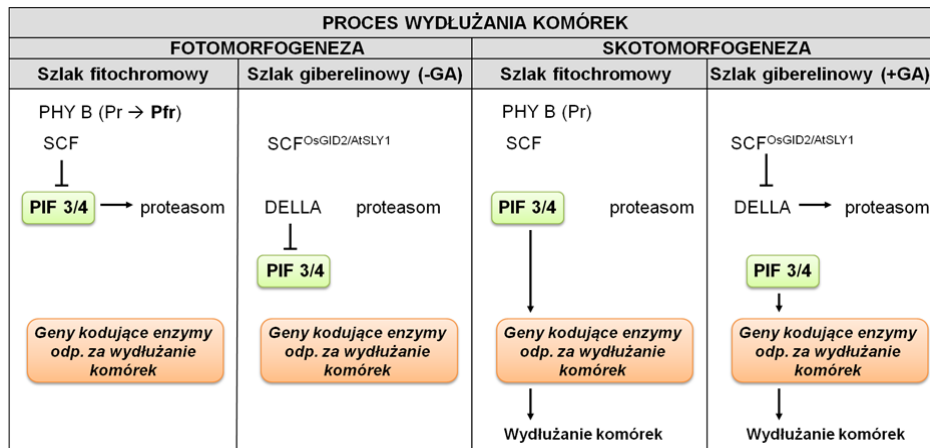 PROCES WYDŁUŻANIA KOMÓREK
FOTOMORFOGENEZA
SKOTOMORFOGENEZA
Szlak fitochromowy
Szlak giberelinowy (-GA)
Szlak fitochromowy
Szlak giberelinowy (+GA)
PHY B (Pr → Pfr)
SCF
PIF 3/4
proteasom
Geny kodujące enzymy
odp. za wydłużanie
komórek
SCF^OsGID2/AtSLY1
DELLA
proteasom
PIF 3/4
Geny kodujące enzymy
odp. za wydłużanie
komórek
PHY B (Pr)
SCF
PIF 3/4
proteasom
Geny kodujące enzymy
odp. za wydłużanie
komórek
Wydłużanie komórek
SCF^OsGID2/AtSLY1
DELLA
proteasom
PIF 3/4
Geny kodujące enzymy
odp. za wydłużanie
komórek
Wydłużanie komórek